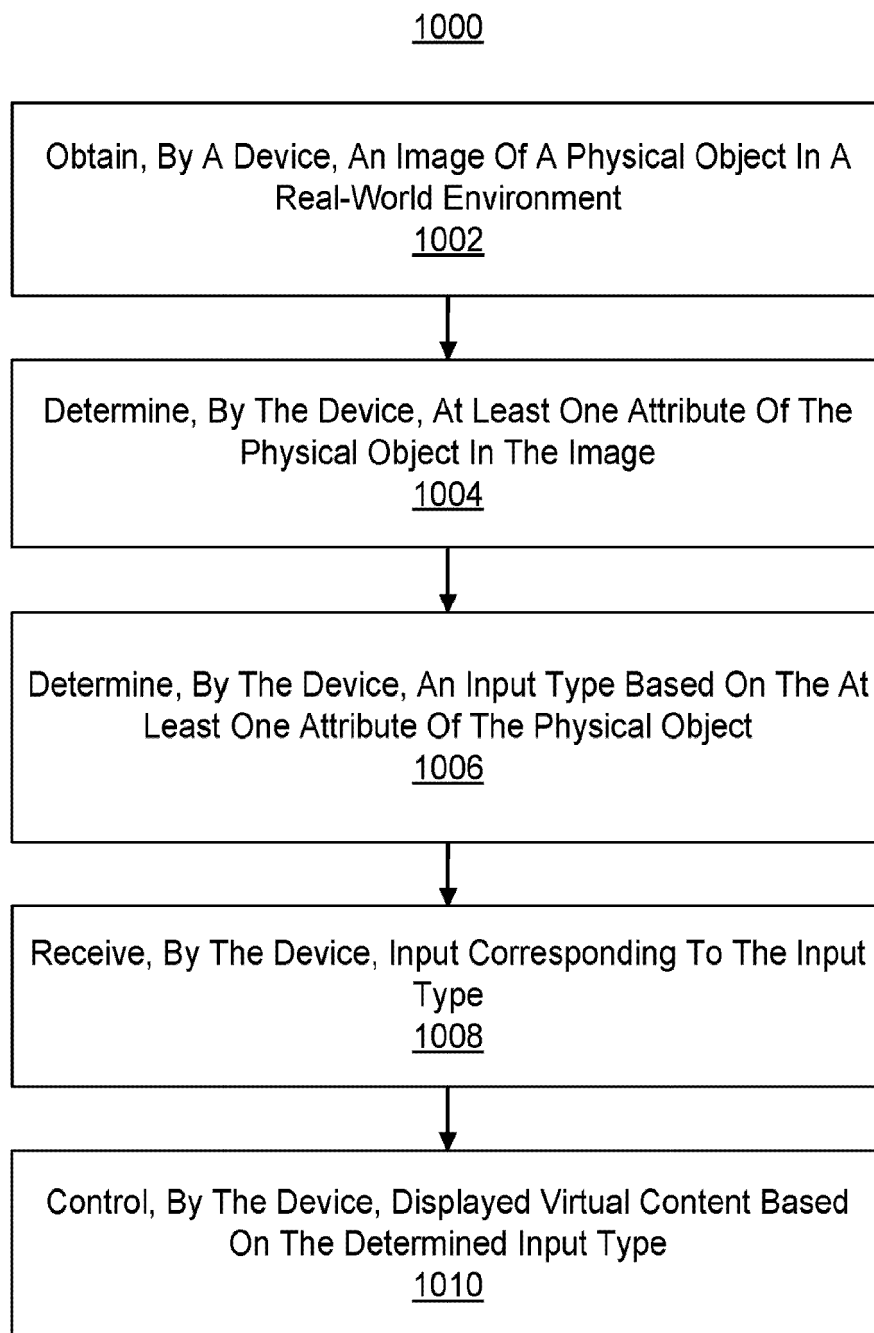 1000
Obtain, By A Device, An Image Of A Physical Object In A
Real-World Environment
1002
Determine, By The Device, At Least One Attribute Of The
Physical Object In The Image
1004
Determine, By The Device, An Input Type Based On The At
Least One Attribute Of The Physical Object
1006
Receive, By The Device, Input Corresponding To The Input
Type
1008
Control, By The Device, Displayed Virtual Content Based
On The Determined Input Type
1010